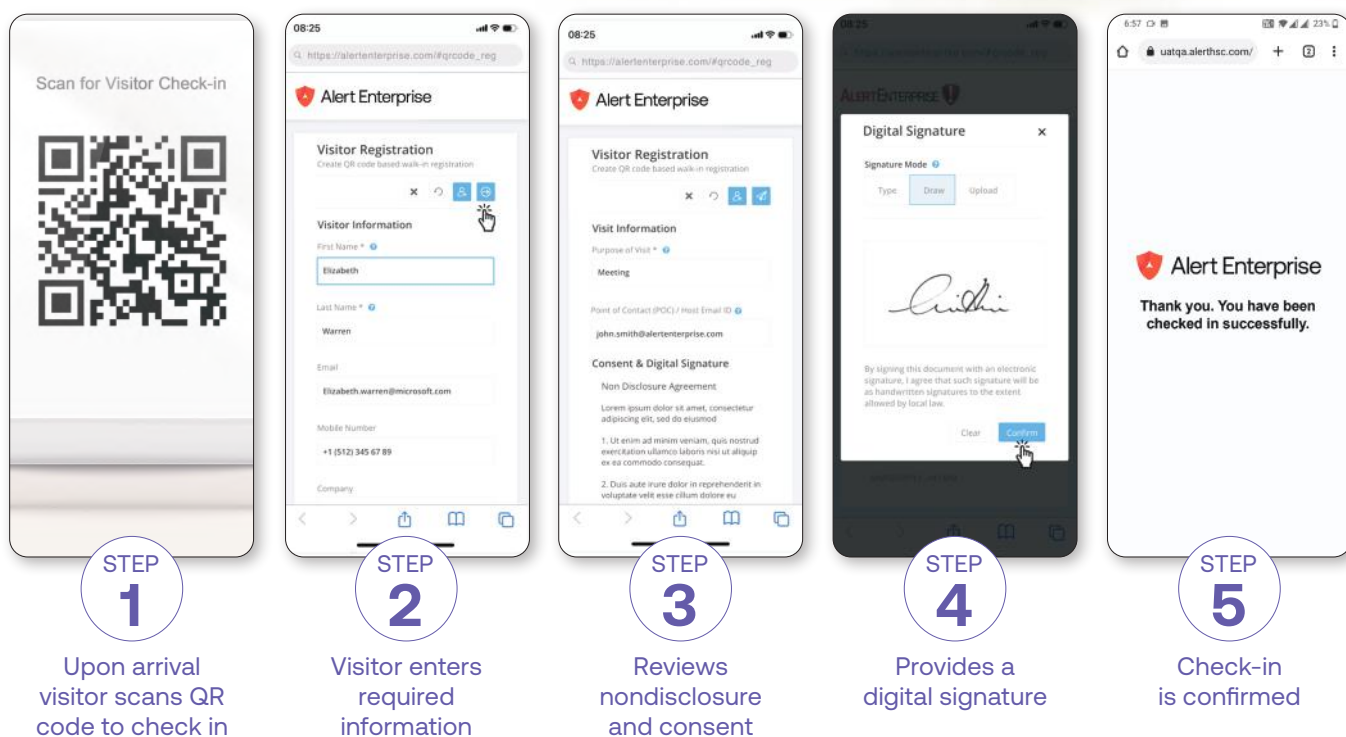 Scan for Visitor Check-in
STEP
1
Upon arrival
visitor scans QR
code to check in
08:25
https://alertenterprise.com/#qrcode_reg
Alert Enterprise
Visitor Registration
Create QR code based walk-in registration
Visitor Information
First Name *
Elizabeth
Last Name *
Warren
Email
Elizabeth.warren@microsoft.com
Mobile Number
+1 (512) 345 67 89
Company
STEP
2
Visitor enters
required
information
08:25
https://alertenterprise.com/#qrcode_reg
Alert Enterprise
Visitor Registration
Create QR code based walk-in registration
Visit Information
Purpose of Visit *
Meeting
Point of Contact (POC) / Host Email ID
john.smith@alertenterprise.com
Consent & Digital Signature
Non Disclosure Agreement
Lorem ipsum dolor sit amet, consectetur
adipiscing elit, sed do eiusmod
1. Ut enim ad minim veniam, quis nostrud
exercitation ullamco laboris nisi ut aliquip
ex ea commodo consequat.
2. Duis aute irure dolor in reprehenderit in
voluptate velit esse cillum dolore eu
STEP
3
Reviews
nondisclosure
and consent
08:25
https://alertenterprise.com/#qrcode_reg
ALERTENTERPRISE
Digital Signature
Signature Mode
Type Draw Upload
By signing this document with an electronic
signature, I agree that such signature will be
as handwritten signatures to the extent
allowed by local law.
Clear Confirm
STEP
4
Provides a
digital signature
6:57 23%
uatqa.alerthsc.com/ 2
Alert Enterprise
Thank you. You have been
checked in successfully.
STEP
5
Check-in
is confirmed